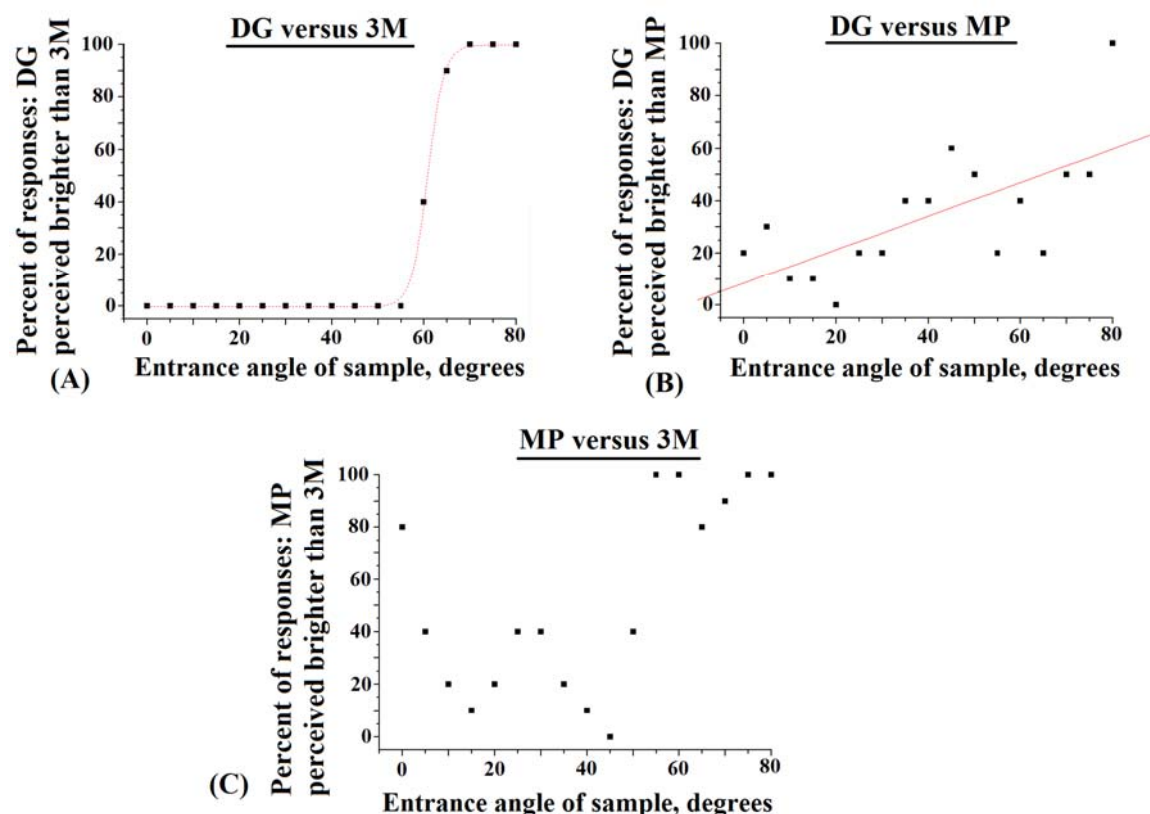 DG versus 3M
Percent of responses: DG
perceived brighter than 3M
100
80
60
40
20
0
0 20 40 60 80
Entrance angle of sample, degrees
(A)
DG versus MP
Percent of responses: DG
perceived brighter than MP
100
80
60
40
20
0
0 20 40 60 80
Entrance angle of sample, degrees
(B)
MP versus 3M
Percent of responses: MP
perceived brighter than 3M
100
80
60
40
20
0
0 20 40 60 80
Entrance angle of sample, degrees
(C)